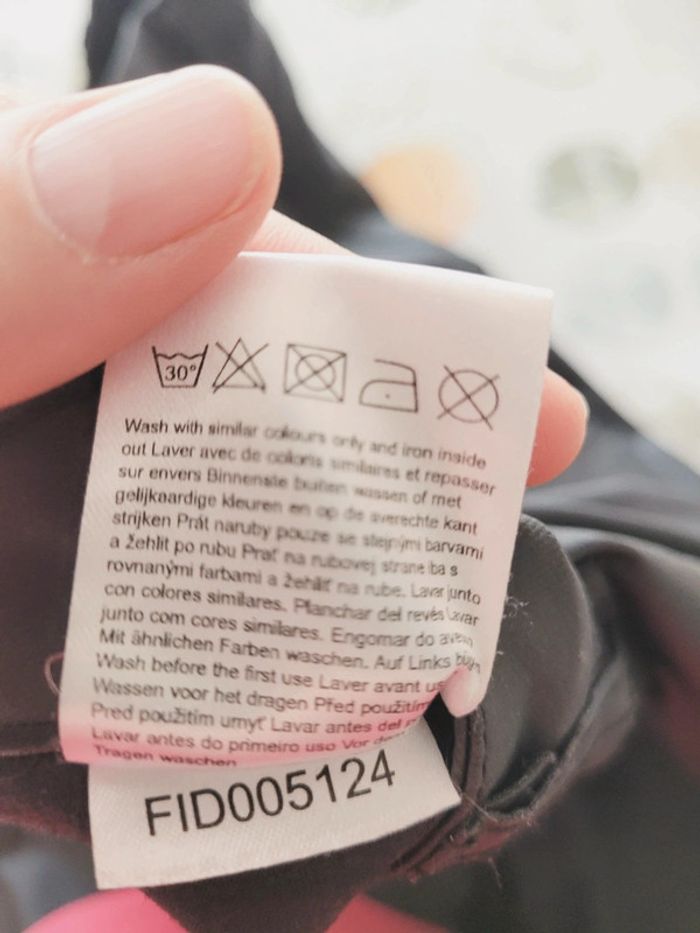 30°
Wash with similar colours only and iron inside
out Laver avec de coloris similaires et repasser
sur envers Binnenste buiten wassen of met
gelijkaardige kleuren en op de averechte kant
strijken Prát naruby pouze se stejnými barvami
a žehlit po rubu Prať na rubovej strane iba s
rovnanými farbami a žehliť na rube. Lavar junto
con colores similares. Planchar del revés Lavar
junto com cores similares. Engomar do
Mit ähnlichen Farben waschen. Auf Links
Wash before the first use Laver avant
Wassen voor het dragen Před použitím
Pred použitím umyť Lavar antes del
Lavar antes do primeiro uso Vor
Tragen waschen
FID005124